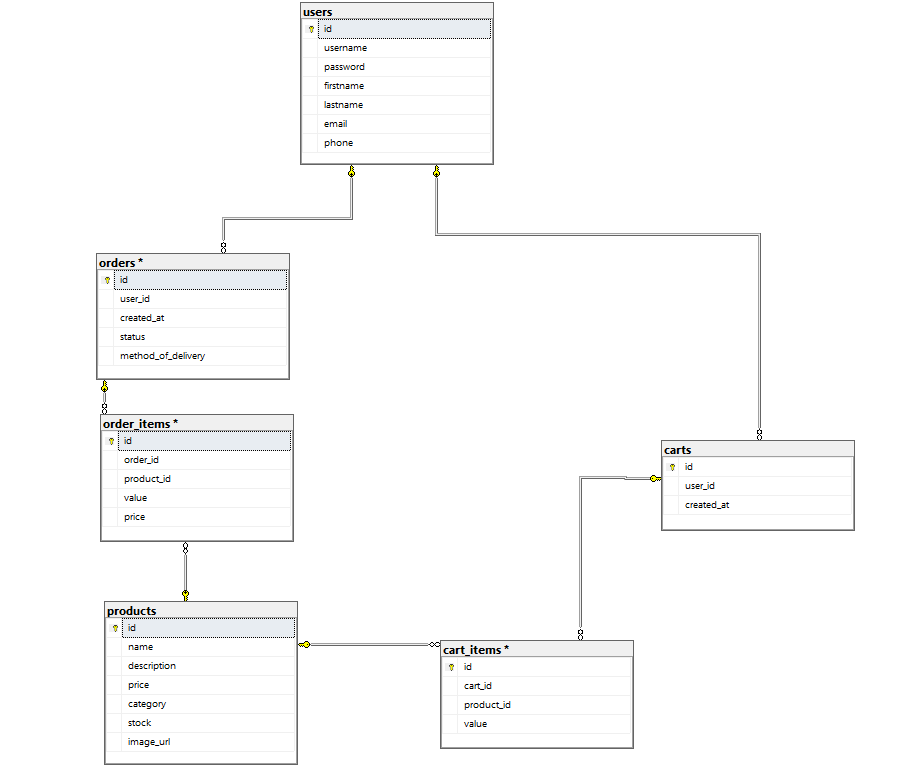 users
id
username
password
firstname
lastname
email
phone
orders *
id
user_id
created_at
status
method_of_delivery
order_items *
id
order_id
product_id
value
price
carts
id
user_id
created_at
products
id
name
description
price
category
stock
image_url
cart_items *
id
cart_id
product_id
value